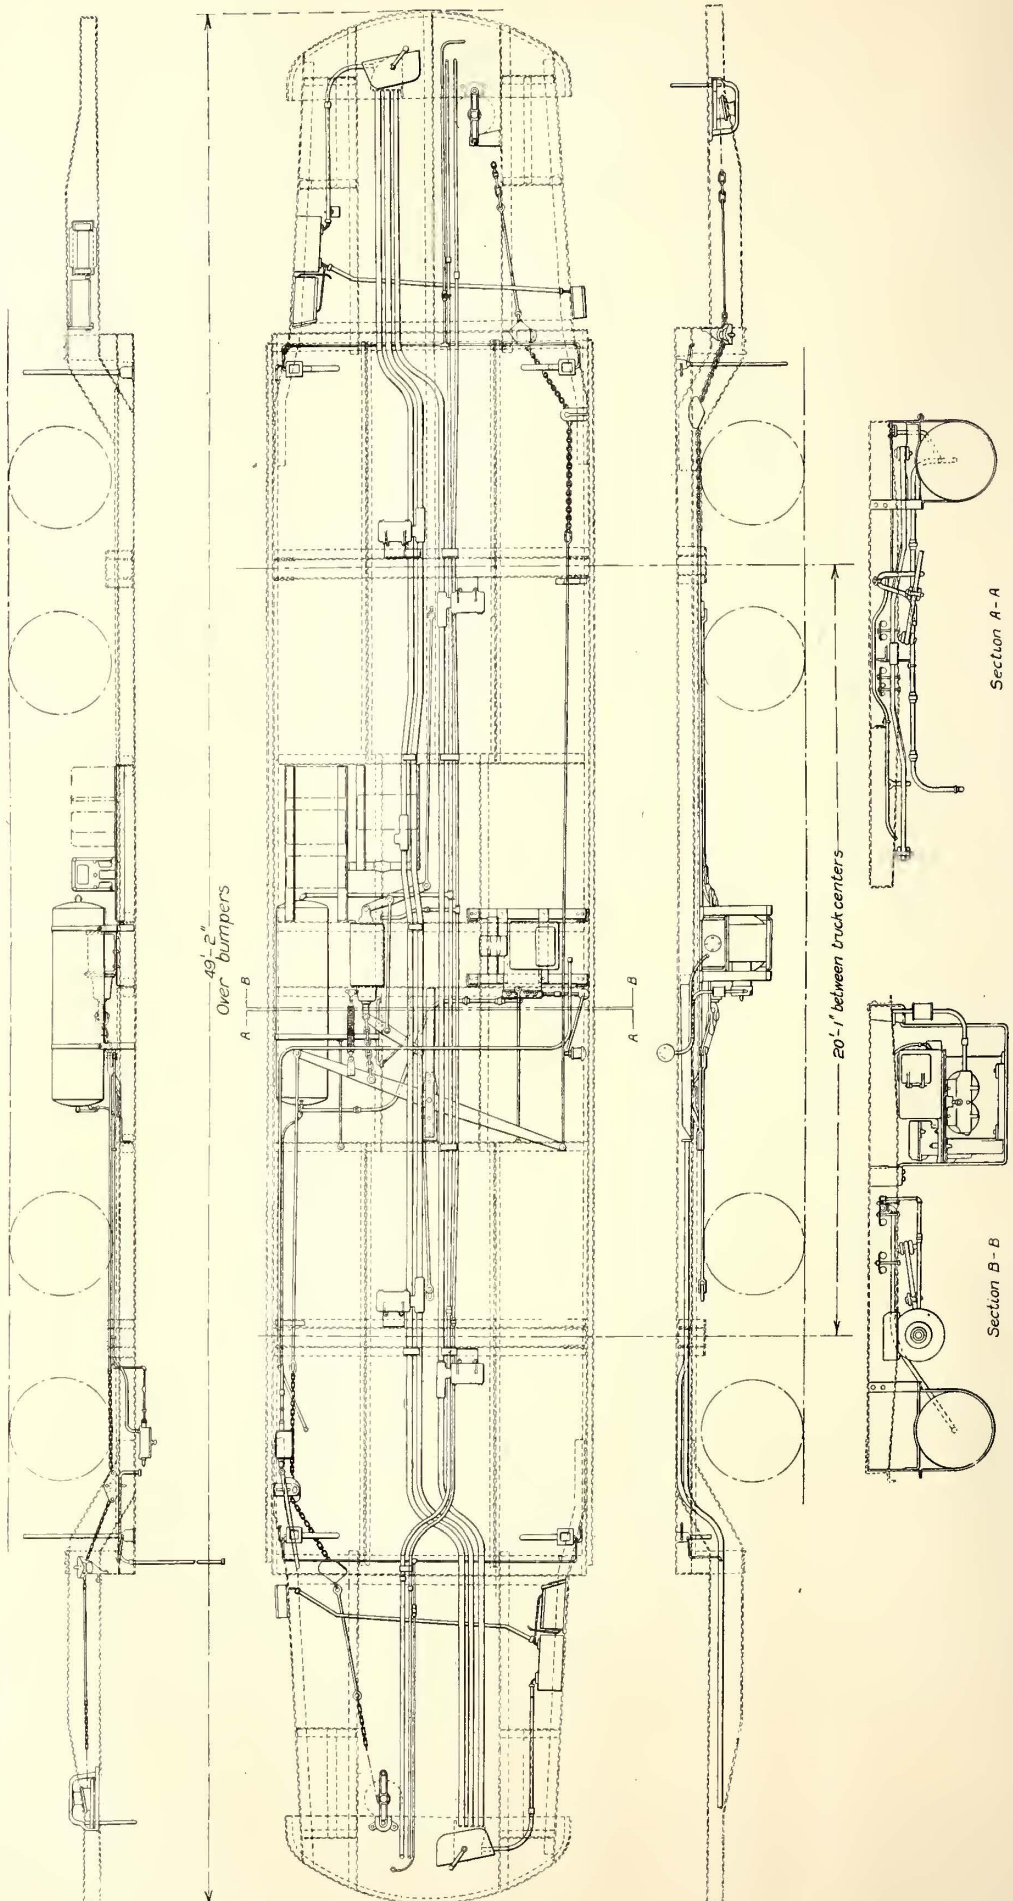 49'-2"
Over bumpers
A B
A B
20'-1" between truck centers
Section A-A
Section B-B